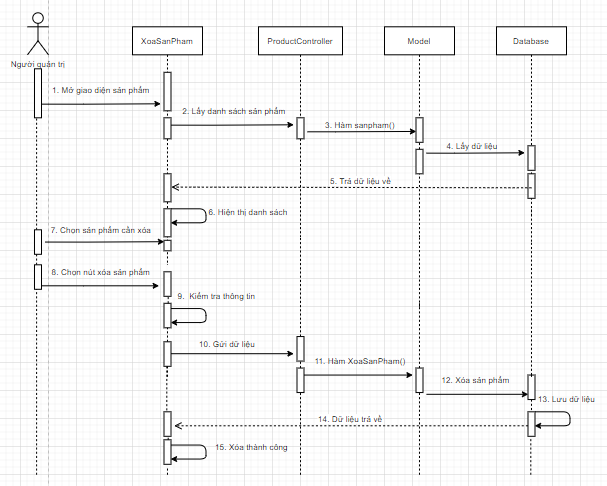 XoaSanPham
ProductController
Model
Database
Người quản trị
1. Mở giao diện sản phẩm
2. Lấy danh sách sản phẩm
3. Hàm sanpham()
4. Lấy dữ liệu
5. Trả dữ liệu về
6. Hiện thị danh sách
7. Chọn sản phẩm cần xóa
8. Chọn nút xóa sản phẩm
9. Kiểm tra thông tin
10. Gửi dữ liệu
11. Hàm XoaSanPham()
12. Xóa sản phẩm
13. Lưu dữ liệu
14. Dữ liệu trả về
15. Xóa thành công